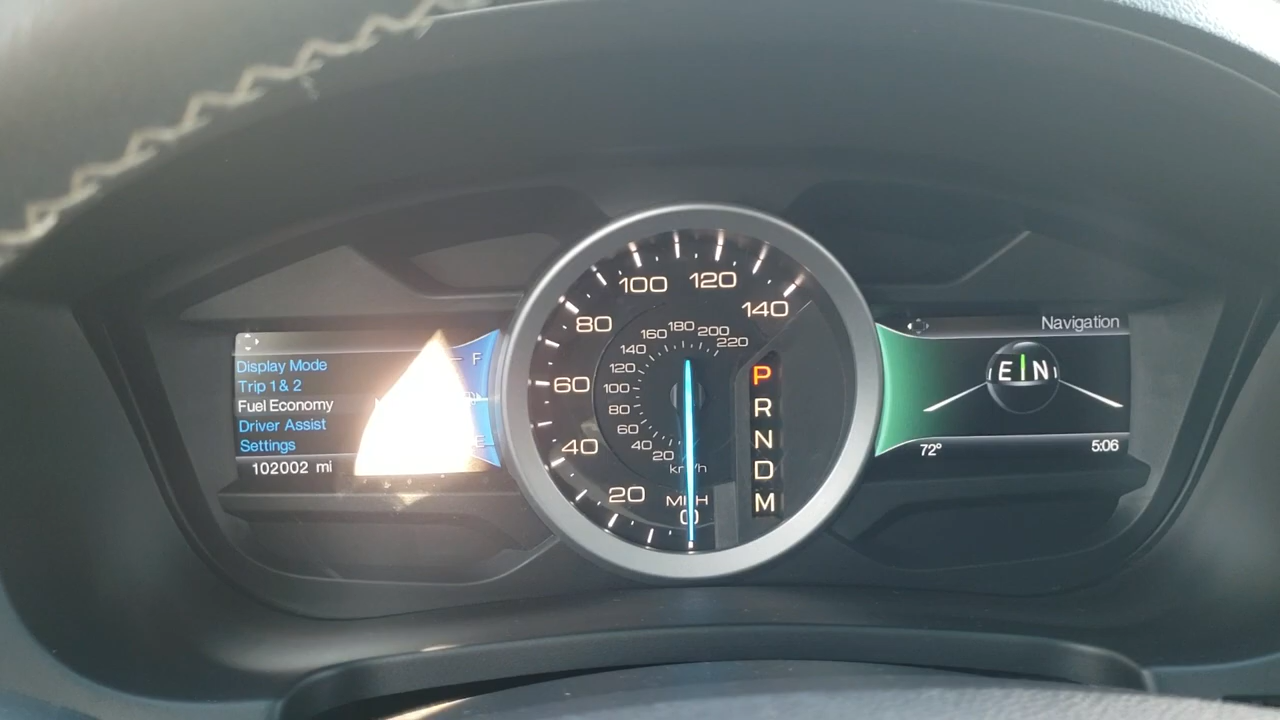 Display Mode
Trip 1 & 2
Fuel Economy
Driver Assist
Settings
102002 mi
F
E
0
20
40
60
80
100
120
140
20
40
60
80
100
120
140
160
180
200
220
km/h
MPH
P
R
N
D
M
Navigation
E N
72°
5:06